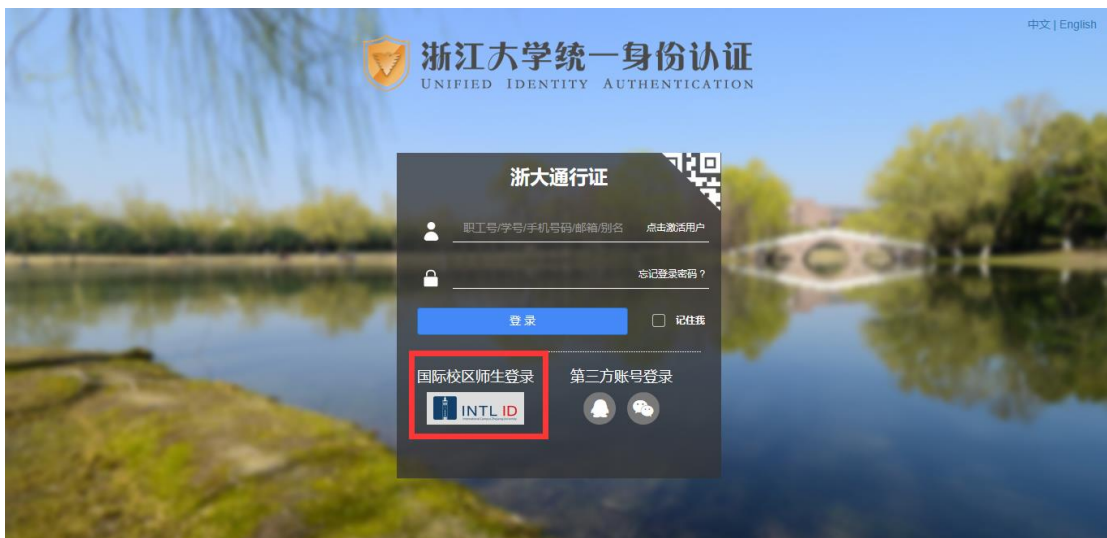 中文 | English
浙江大学统一身份认证
UNIFIED IDENTITY AUTHENTICATION
浙大通行证
职工号/学号/手机号码/邮箱/别名 点击激活用户
忘记登录密码？
登 录 记住我
国际校区师生登录 第三方账号登录
INTL ID